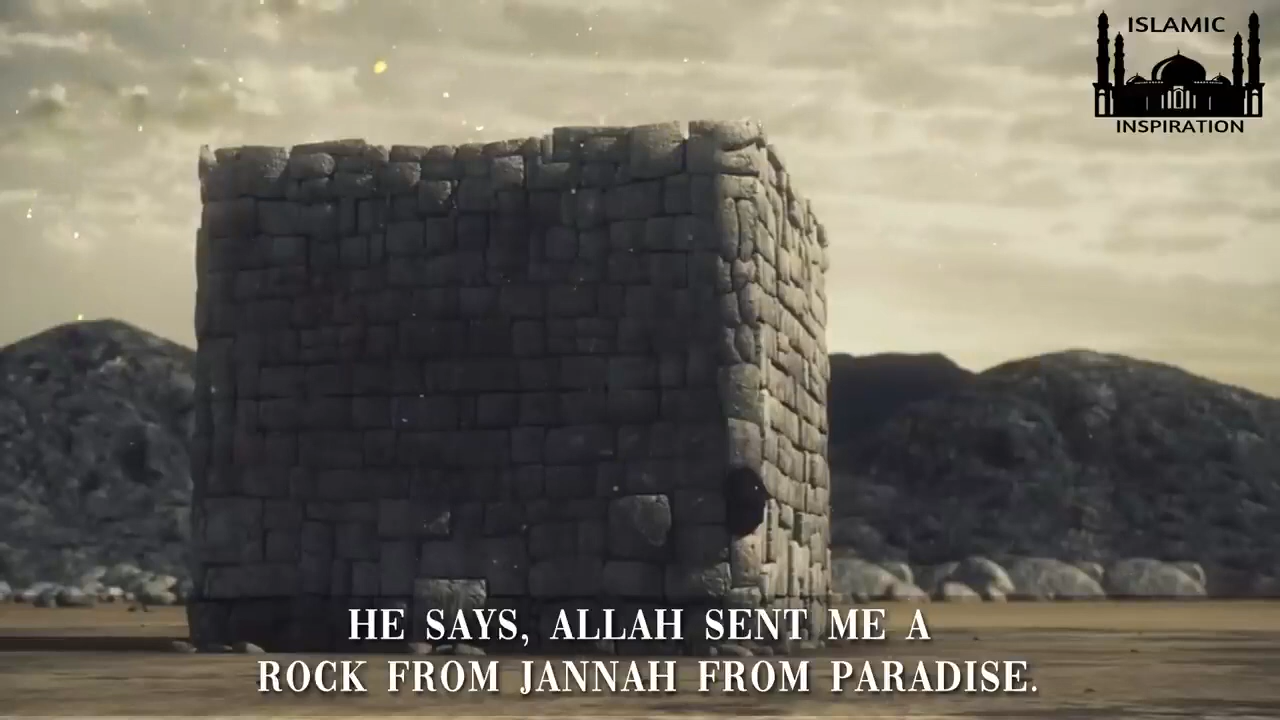 ISLAMIC
INSPIRATION
HE SAYS, ALLAH SENT ME A
ROCK FROM JANNAH FROM PARADISE.